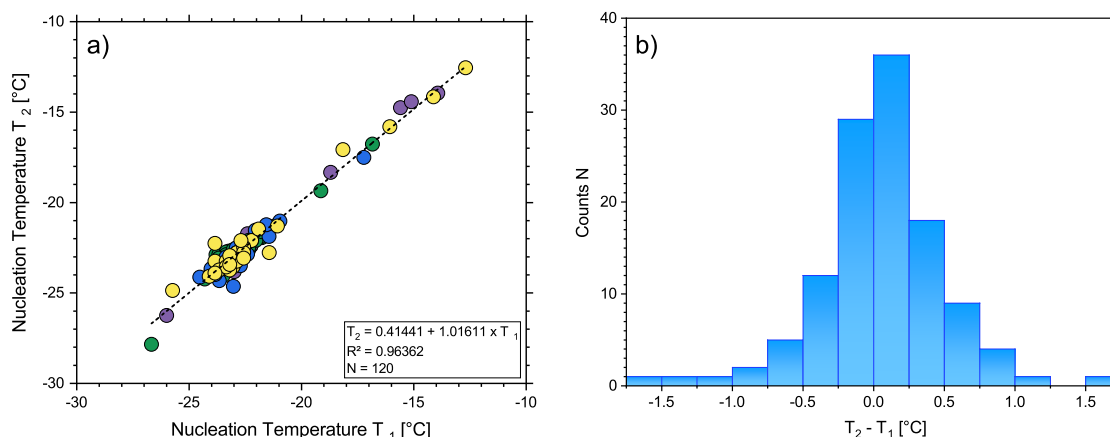 a)
Nucleation Temperature T 2 [°C]
-10
-15
-20
-25
-30
T2 = 0.41441 + 1.01611 x T 1
R² = 0.96362
N = 120
-30 -25 -20 -15 -10
Nucleation Temperature T 1 [°C]
b)
Counts N
40
30
20
10
0
-1.5 -1.0 -0.5 0.0 0.5 1.0 1.5
T2 - T1 [°C]